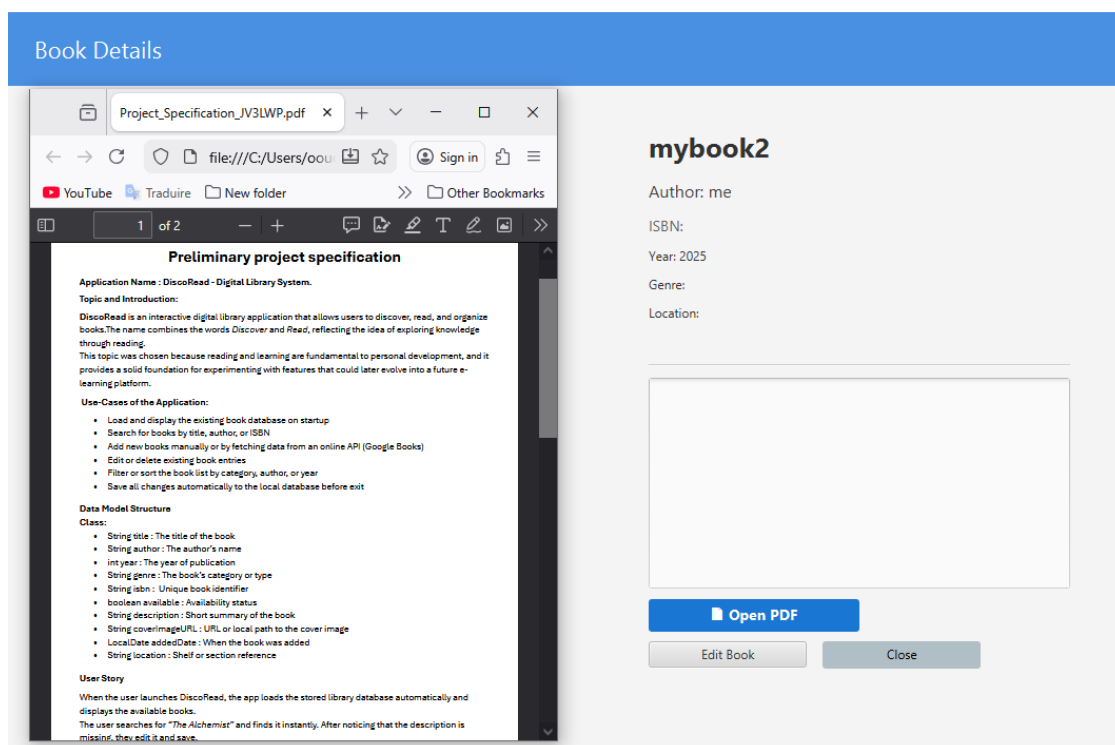 Book Details
Project_Specification_JV3LWP.pdf
file:///C:/Users/oou
Sign in
YouTube
Traduire
New folder
Other Bookmarks
1 of 2
Preliminary project specification
Application Name : DiscoRead - Digital Library System.
Topic and Introduction:
DiscoRead is an interactive digital library application that allows users to discover, read, and organize
books.The name combines the words Discover and Read, reflecting the idea of exploring knowledge
through reading.
This topic was chosen because reading and learning are fundamental to personal development, and it
provides a solid foundation for experimenting with features that could later evolve into a future e-
learning platform.
Use-Cases of the Application:
• Load and display the existing book database on startup
• Search for books by title, author, or ISBN
• Add new books manually or by fetching data from an online API (Google Books)
• Edit or delete existing book entries
• Filter or sort the book list by category, author, or year
• Save all changes automatically to the local database before exit
Data Model Structure
Class:
• String title : The title of the book
• String author : The author's name
• int year : The year of publication
• String genre : The book's category or type
• String isbn : Unique book identifier
• boolean available : Availability status
• String description : Short summary of the book
• String coverImageURL : URL or local path to the cover image
• LocalDate addedDate : When the book was added
• String location : Shelf or section reference
User Story
When the user launches DiscoRead, the app loads the stored library database automatically and
displays the available books.
The user searches for "The Alchemist" and finds it instantly. After noticing that the description is
missing, they edit it and save.
mybook2
Author: me
ISBN:
Year: 2025
Genre:
Location:
Open PDF
Edit Book
Close